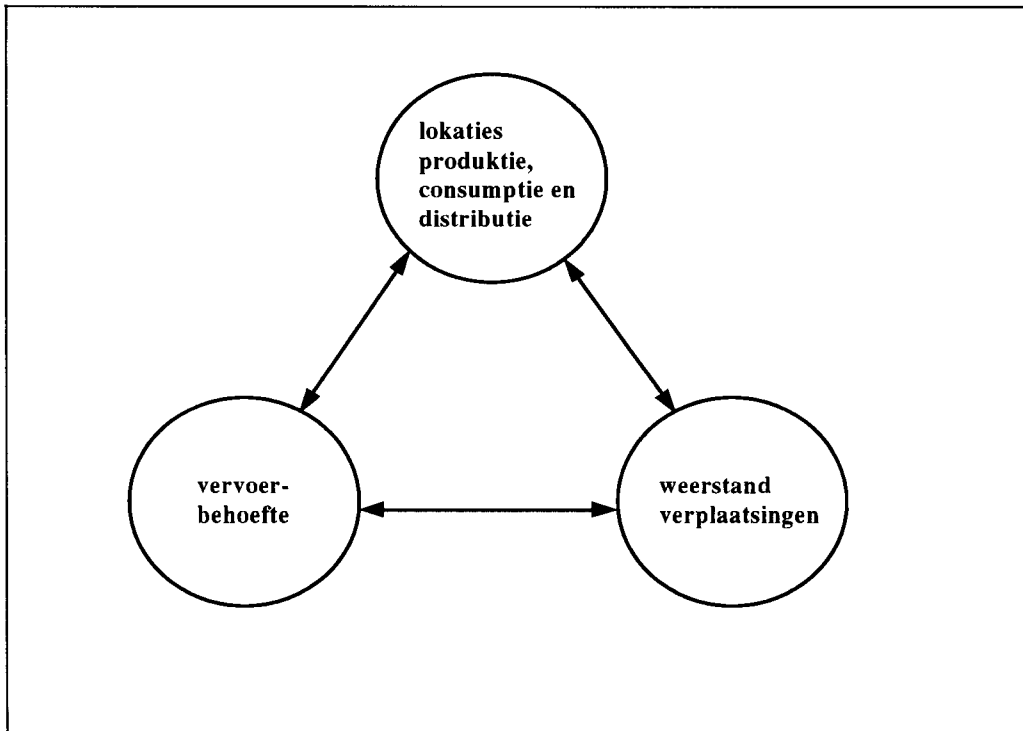 lokaties
produktie,
consumptie en
distributie
vervoer-
behoefte
weerstand
verplaatsingen